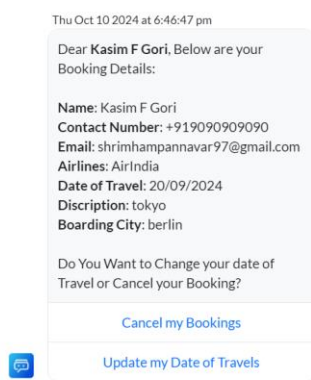 Thu Oct 10 2024 at 6:46:47 pm
Dear Kasim F Gori, Below are your
Booking Details:
Name: Kasim F Gori
Contact Number: +919090909090
Email: shrimhampannavar97@gmail.com
Airlines: AirIndia
Date of Travel: 20/09/2024
Discription: tokyo
Boarding City: berlin
Do You Want to Change your date of
Travel or Cancel your Booking?
Cancel my Bookings
Update my Date of Travels